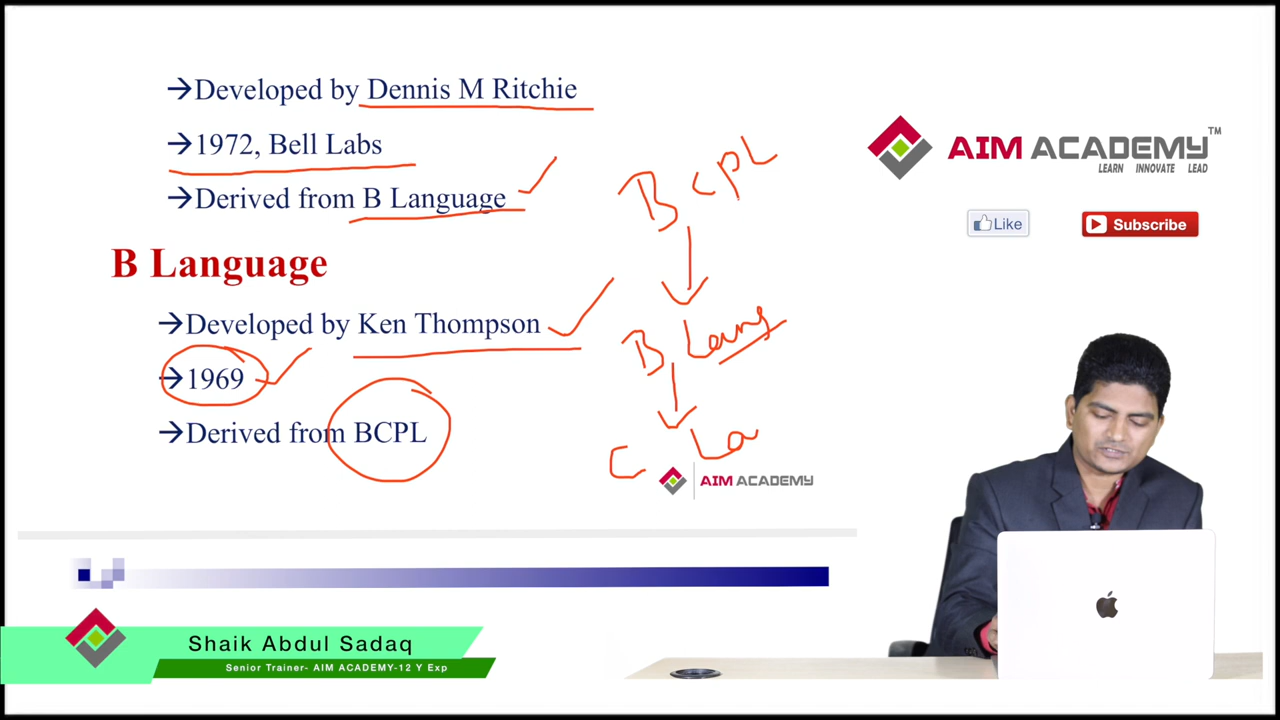 →Developed by Dennis M Ritchie
→1972, Bell Labs
→Derived from B Language
B Language
→Developed by Ken Thompson
→1969
→Derived from BCPL
BCPL
B Lang
C La
AIM ACADEMY
AIM ACADEMY™
LEARN INNOVATE LEAD
Like
Subscribe
Shaik Abdul Sadaq
Senior Trainer- AIM ACADEMY-12 Y Exp